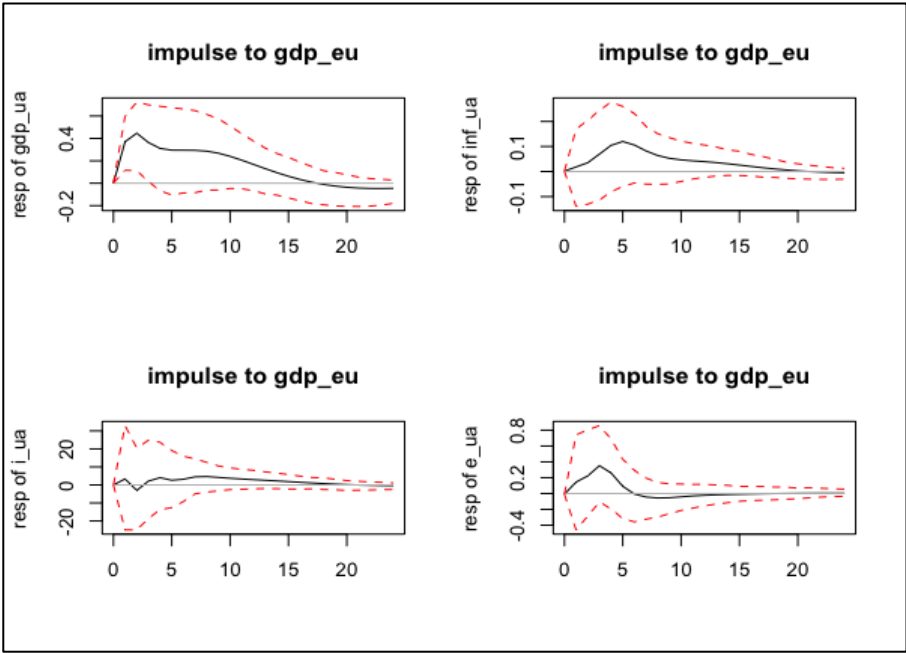 impulse to gdp_eu
resp of gdp_ua
0.4
-0.2
0 5 10 15 20
impulse to gdp_eu
resp of inf_ua
0.1
-0.1
0 5 10 15 20
impulse to gdp_eu
resp of i_ua
20
0
-20
0 5 10 15 20
impulse to gdp_eu
resp of e_ua
0.8
0.2
-0.4
0 5 10 15 20